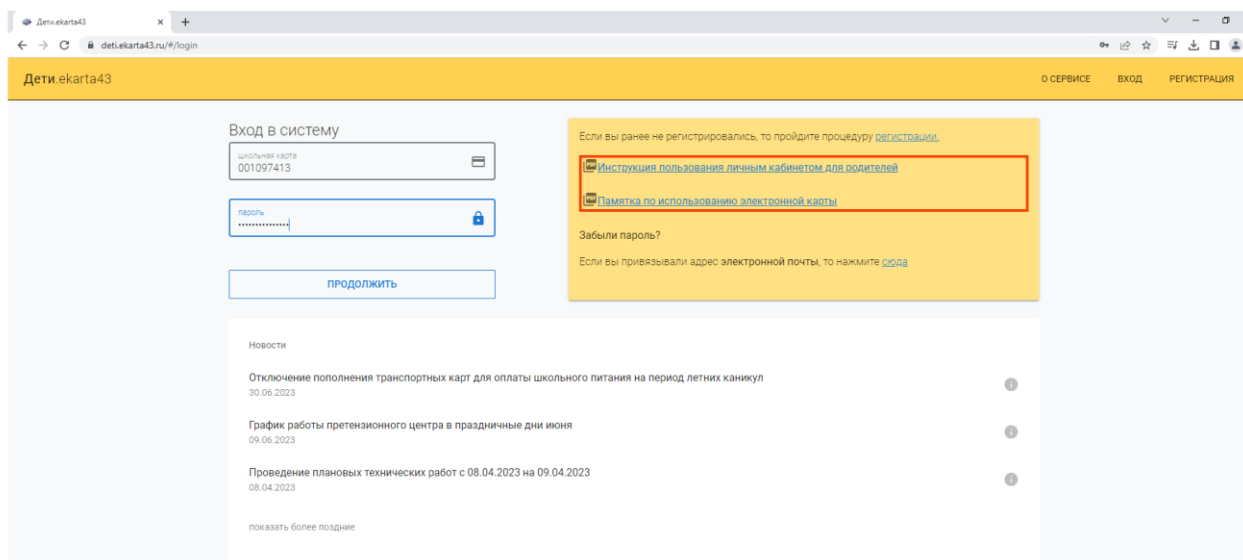 Дети.ekarta43
deti.ekarta43.ru/#/login
Дети.ekarta43
О СЕРВИСЕ ВХОД РЕГИСТРАЦИЯ
Вход в систему
школьная карта
001097413
пароль
ПРОДОЛЖИТЬ
Если вы ранее не регистрировались, то пройдите процедуру регистрации.
Инструкция пользования личным кабинетом для родителей
Памятка по использованию электронной карты
Забыли пароль?
Если вы привязывали адрес электронной почты, то нажмите сюда
Новости
Отключение пополнения транспортных карт для оплаты школьного питания на период летних каникул
30.06.2023
График работы претензионного центра в праздничные дни июня
09.06.2023
Проведение плановых технических работ с 08.04.2023 на 09.04.2023
08.04.2023
показать более поздние